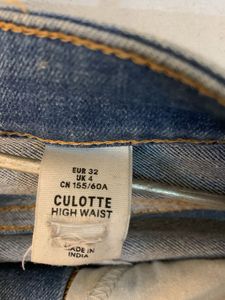 EUR 32
UK 4
CN 155/60A
CULOTTE
HIGH WAIST
MADE IN
INDIA